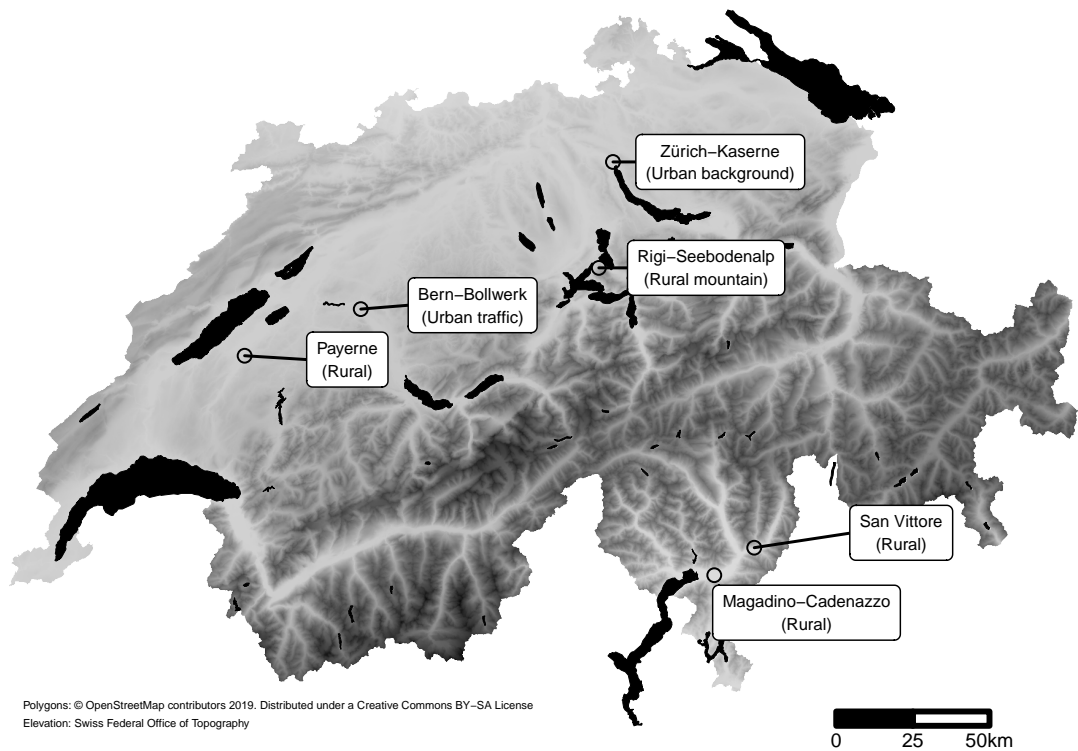 Zürich−Kaserne
(Urban background)
Rigi−Seebodenalp
(Rural mountain)
Bern−Bollwerk
(Urban traffic)
Payerne
(Rural)
San Vittore
(Rural)
Magadino−Cadenazzo
(Rural)
Polygons: © OpenStreetMap contributors 2019. Distributed under a Creative Commons BY−SA License
Elevation: Swiss Federal Office of Topography
0 25 50km